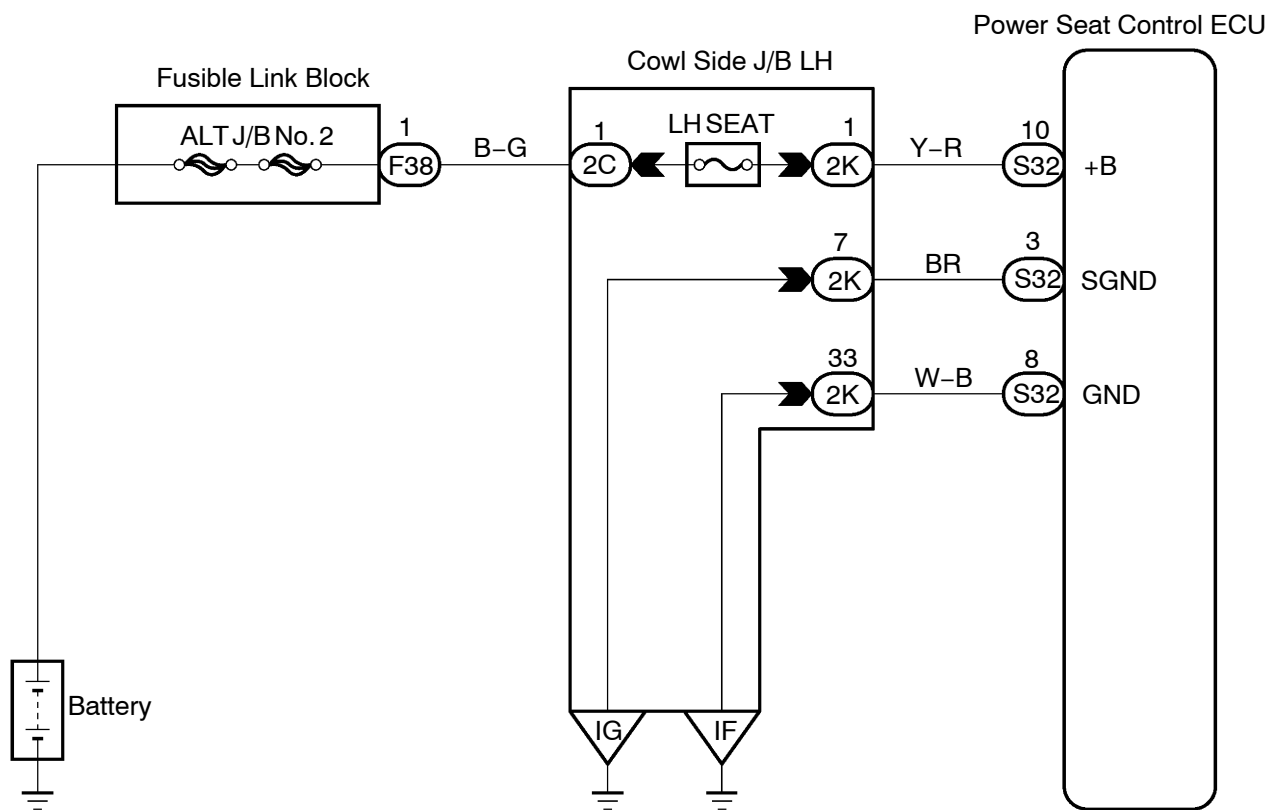 Power Seat Control ECU
Fusible Link Block
Cowl Side J/B LH
ALT J/B No. 2
1
F38
B–G
1
2C
LH SEAT
1
2K
Y–R
10
S32
+B
7
2K
BR
3
S32
SGND
33
2K
W–B
8
S32
GND
Battery
IG
IF